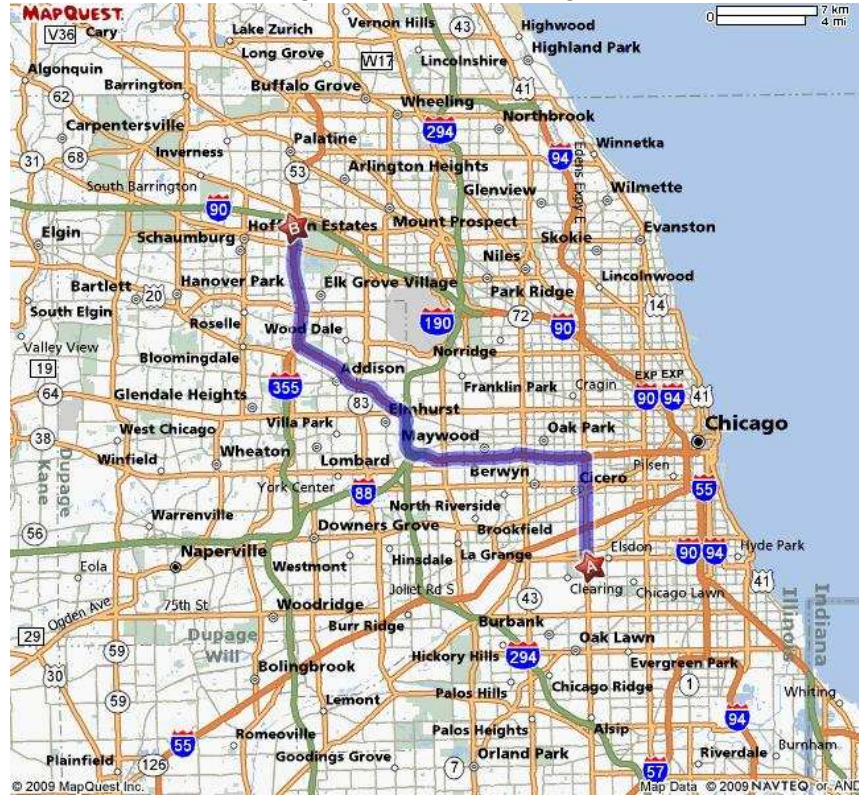 MAPQUEST.
7 km
4 mi
V36
Cary
Lake Zurich
Vernon Hills
43
Highwood
Long Grove
W17
Lincolnshire
Highland Park
Algonquin
Barrington
Buffalo Grove
41
62
Wheeling
Carpentersville
Palatine
294
Northbrook
31
68
Inverness
53
Arlington Heights
94
Winnetka
South Barrington
Glenview
Edens Expy E
Wilmette
90
B
Estates
Mount Prospect
Schaumburg
Skokie
Evanston
Elgin
Niles
Bartlett
20
Hanover Park
Elk Grove Village
Park Ridge
Lincolnwood
14
South Elgin
Roselle
Wood Dale
190
72
90
Valley View
Bloomingdale
Norridge
19
355
Addison
Franklin Park
Cragin
EXP
EXP
64
Glendale Heights
83
Elmhurst
90
94
41
38
West Chicago
Villa Park
Maywood
Oak Park
Chicago
Winfield
Wheaton
Lombard
Berwyn
Pilsen
Dupage
Kane
York Center
88
Cicero
55
56
Warrenville
North Riverside
Downers Grove
Brookfield
Naperville
Hinsdale
La Grange
Elsdon
90
94
Hyde Park
Eola
Westmont
A
Clearing
Chicago Lawn
41
Ogden Ave
75th St
Joliet Rd S
43
29
Woodridge
Burr Ridge
Burbank
Illinois
Indiana
59
Dupage
Will
Hickory Hills
294
Oak Lawn
Evergreen Park
30
Bolingbrook
Chicago Ridge
1
Whiting
59
Lemont
Palos Hills
94
55
Romeoville
Palos Heights
Alsip
Burnham
Plainfield
126
Goodings Grove
7
Orland Park
57
Riverdale
© 2009 MapQuest Inc.
Map Data © 2009 NAVTEQ or AND